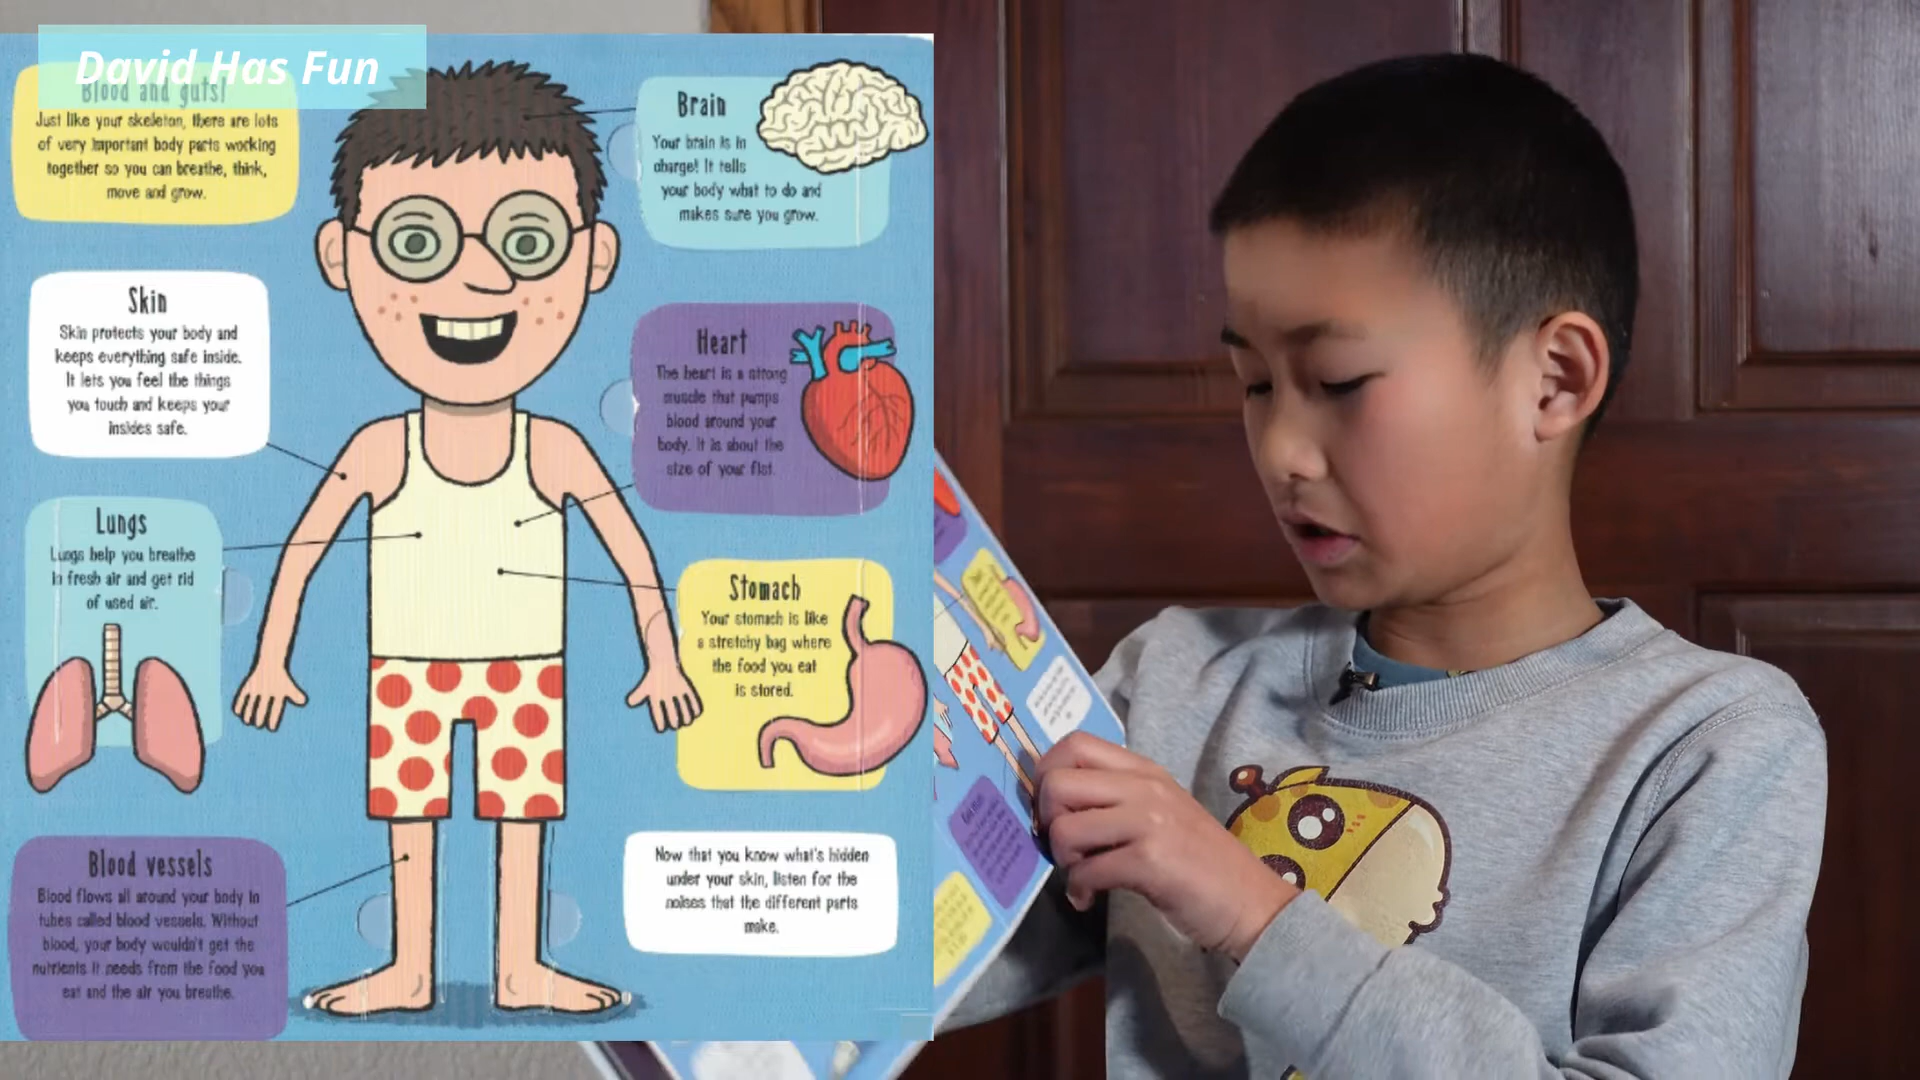 David Has Fun
Blood and guts!
Just like your skeleton, there are lots
of very important body parts working
together so you can breathe, think,
move and grow.
Brain
Your brain is in
charge! It tells
your body what to do and
makes sure you grow.
Skin
Skin protects your body and
keeps everything safe inside.
It lets you feel the things
you touch and keeps your
insides safe.
Heart
The heart is a strong
muscle that pumps
blood around your
body. It is about the
size of your fist.
Lungs
Lungs help you breathe
in fresh air and get rid
of used air.
Stomach
Your stomach is like
a stretchy bag where
the food you eat
is stored.
Blood vessels
Blood flows all around your body in
tubes called blood vessels. Without
blood, your body wouldn't get the
nutrients it needs from the food you
eat and the air you breathe.
Now that you know what's hidden
under your skin, listen for the
noises that the different parts
make.